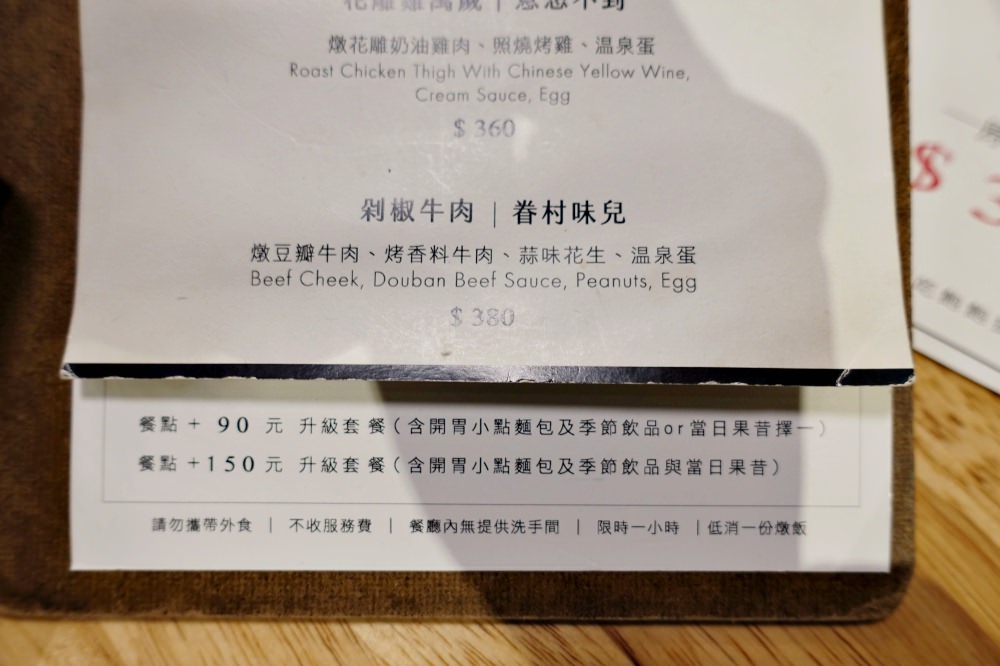 燉花雕奶油雞肉、照燒烤雞、温泉蛋
Roast Chicken Thigh With Chinese Yellow Wine,
Cream Sauce, Egg
$ 360
剁椒牛肉 | 眷村味兒
燉豆瓣牛肉、烤香料牛肉、蒜味花生、温泉蛋
Beef Cheek, Douban Beef Sauce, Peanuts, Egg
$ 380
餐點 + 90 元 升級套餐(含開胃小點麵包及季節飲品or當日果昔擇一)
餐點 +150 元 升級套餐(含開胃小點麵包及季節飲品與當日果昔)
請勿攜帶外食 | 不收服務費 | 餐廳內無提供洗手間 | 限時一小時 | 低消一份燉飯
$